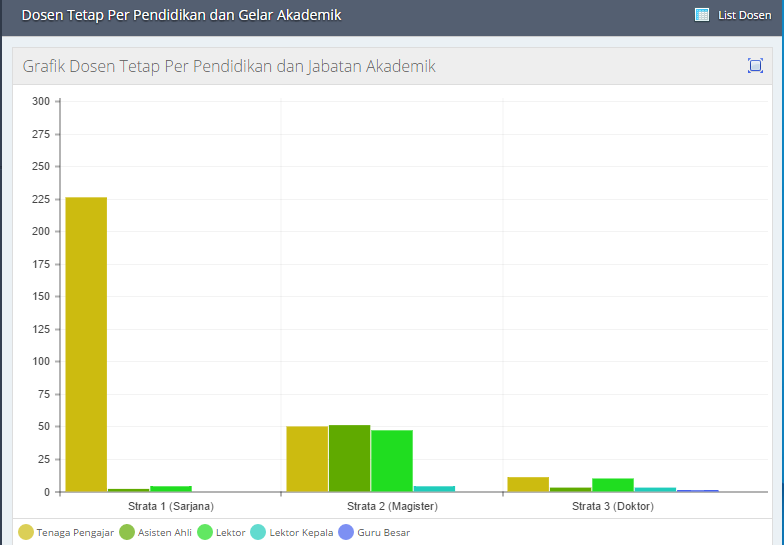 Dosen Tetap Per Pendidikan dan Gelar Akademik
List Dosen
Grafik Dosen Tetap Per Pendidikan dan Jabatan Akademik
300
275
250
225
200
175
150
125
100
75
50
25
0
Strata 1 (Sarjana) Strata 2 (Magister) Strata 3 (Doktor)
Tenaga Pengajar Asisten Ahli Lektor Lektor Kepala Guru Besar